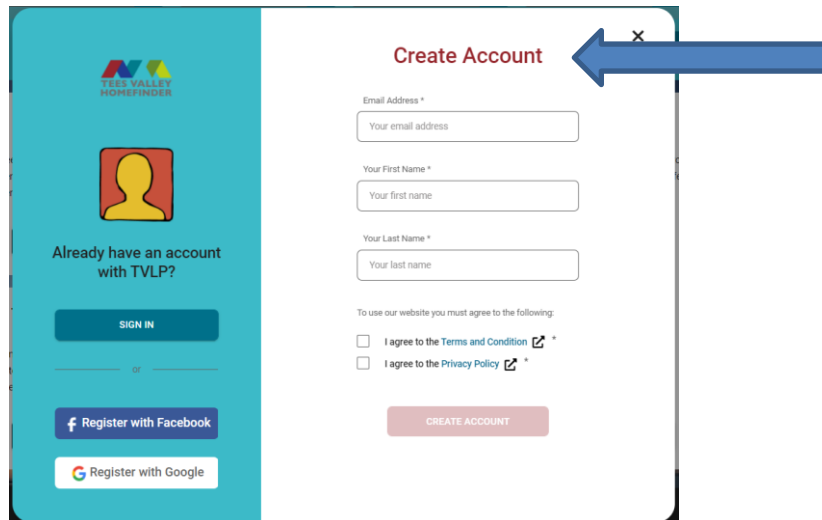 TEES VALLEY
HOMEFINDER
Already have an account
with TVLP?
SIGN IN
or
Register with Facebook
Register with Google
Create Account
Email Address *
Your email address
Your First Name *
Your first name
Your Last Name *
Your last name
To use our website you must agree to the following:
I agree to the Terms and Condition *
I agree to the Privacy Policy *
CREATE ACCOUNT